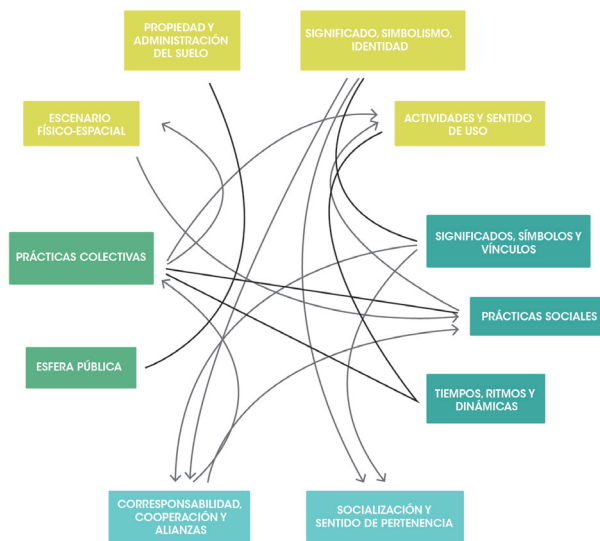 PROPIEDAD Y
ADMINISTRACIÓN
DEL SUELO
SIGNIFICADO, SIMBOLISMO,
IDENTIDAD
ESCENARIO
FÍSICO-ESPACIAL
ACTIVIDADES Y SENTIDO
DE USO
PRÁCTICAS COLECTIVAS
SIGNIFICADOS, SÍMBOLOS Y
VÍNCULOS
PRÁCTICAS SOCIALES
ESFERA PÚBLICA
TIEMPOS, RITMOS Y
DINÁMICAS
CORRESPONSABILIDAD,
COOPERACIÓN Y
ALIANZAS
SOCIALIZACIÓN Y
SENTIDO DE PERTENENCIA